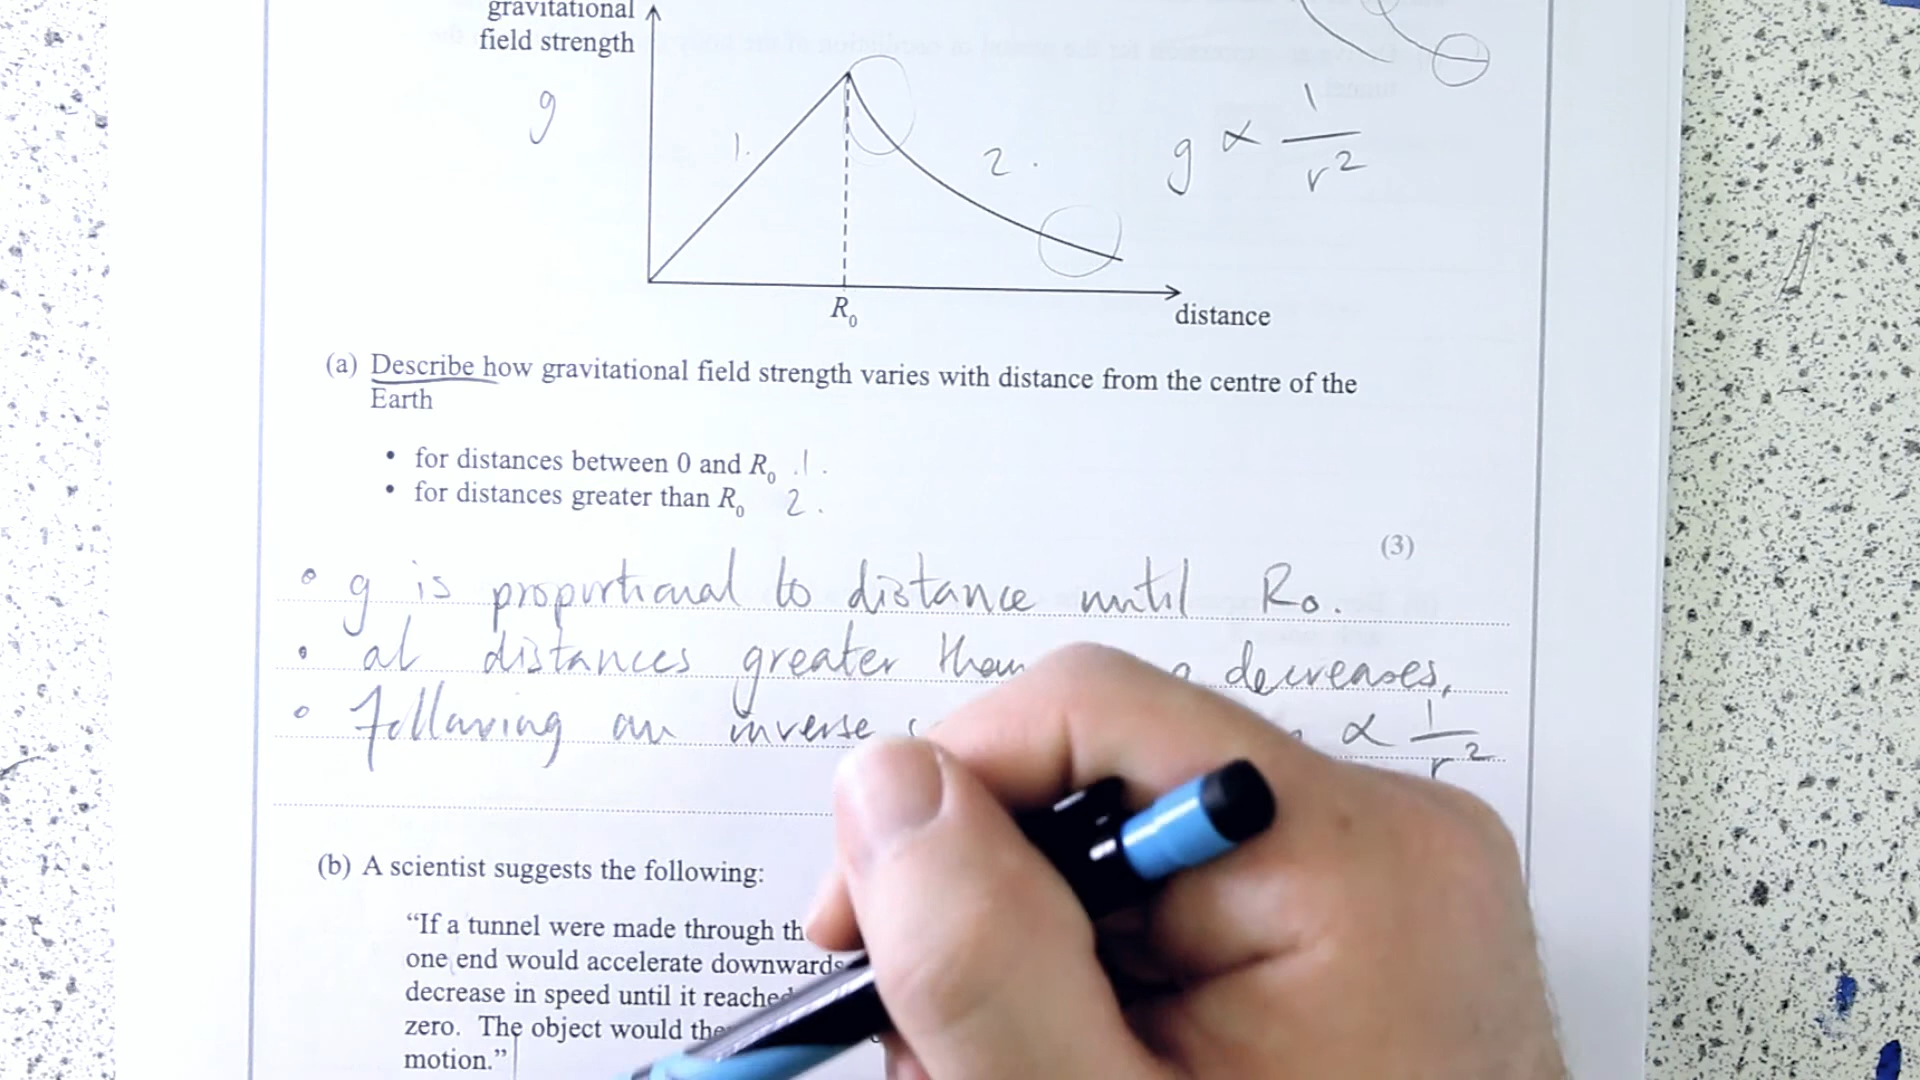 gravitational
field strength
g
1.
2.
g ∝ 1/r²
R₀
distance
(a) Describe how gravitational field strength varies with distance from the centre of the
Earth
• for distances between 0 and R₀ .1.
• for distances greater than R₀ 2.
(3)
• g is proportional to distance until R₀.
• at distances greater than decreases,
• following an inverse ∝ 1/r²
(b) A scientist suggests the following:
“If a tunnel were made through
one end would accelerate downwards
decrease in speed until it reached
zero. The object would
motion.”